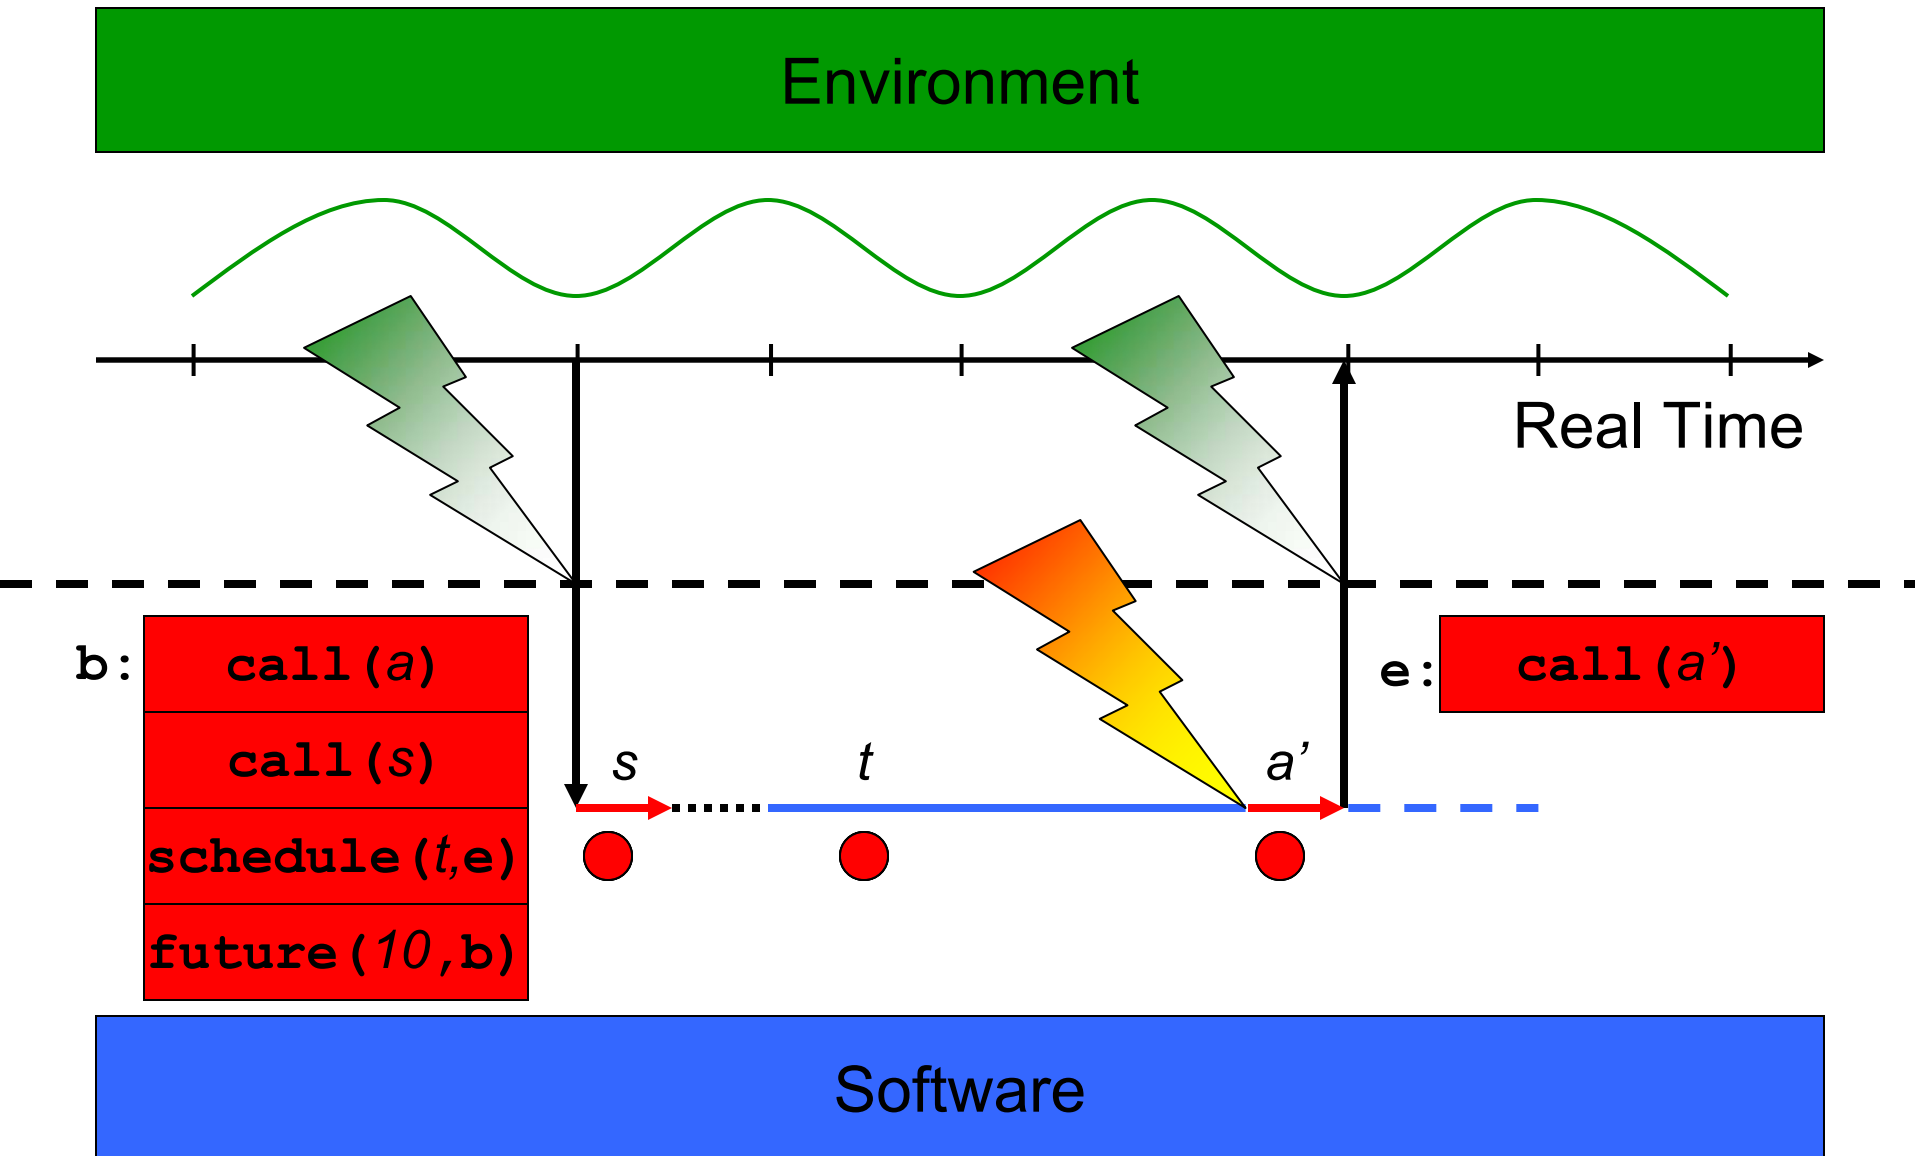 Environment
Real Time
b:
call(a)
e:
call(a’)
call(s)
s
t
a’
schedule(t,e)
future(10,b)
Software